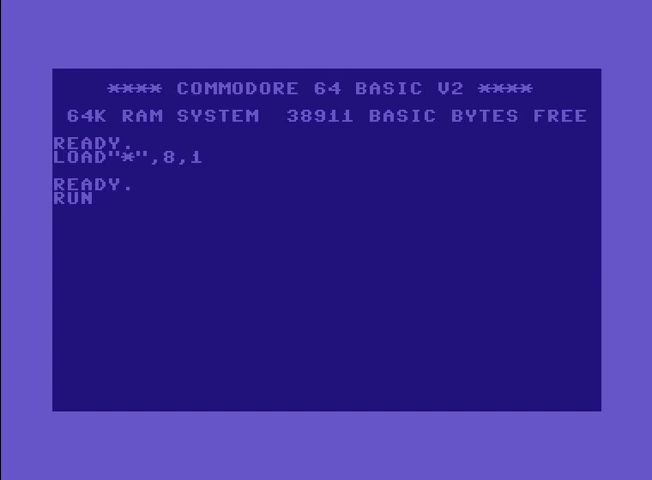 **** COMMODORE 64 BASIC V2 ****
64K RAM SYSTEM  38911 BASIC BYTES FREE
READY.
LOAD"*",8,1
READY.
RUN